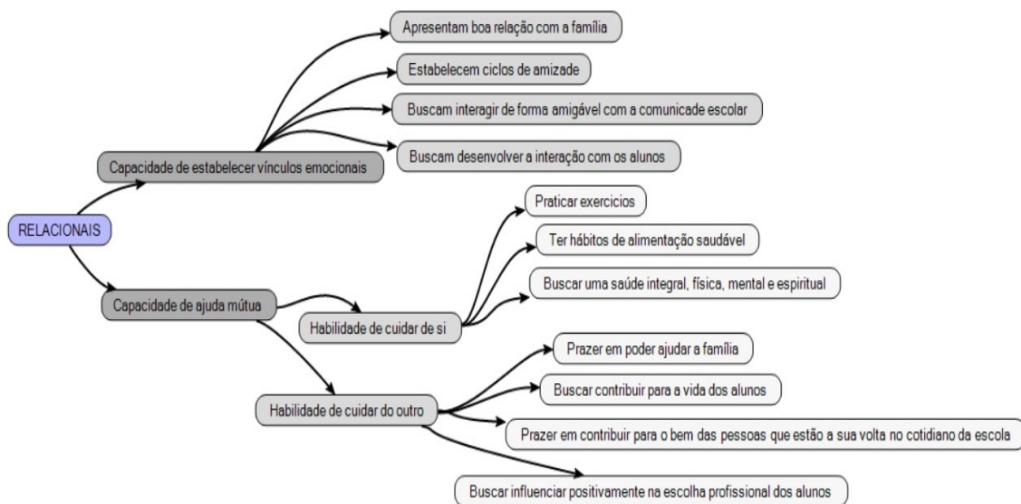 Apresentam boa relação com a família
Estabelecem ciclos de amizade
Buscam interagir de forma amigável com a comunicade escolar
Buscam desenvolver a interação com os alunos
Capacidade de estabelecer vínculos emocionais
RELACIONAIS
Praticar exercicios
Ter hábitos de alimentação saudável
Buscar uma saúde integral, física, mental e espiritual
Capacidade de ajuda mútua
Habilidade de cuidar de si
Prazer em poder ajudar a família
Buscar contribuir para a vida dos alunos
Habilidade de cuidar do outro
Prazer em contribuir para o bem das pessoas que estão a sua volta no cotidiano da escola
Buscar influenciar positivamente na escolha profissional dos alunos